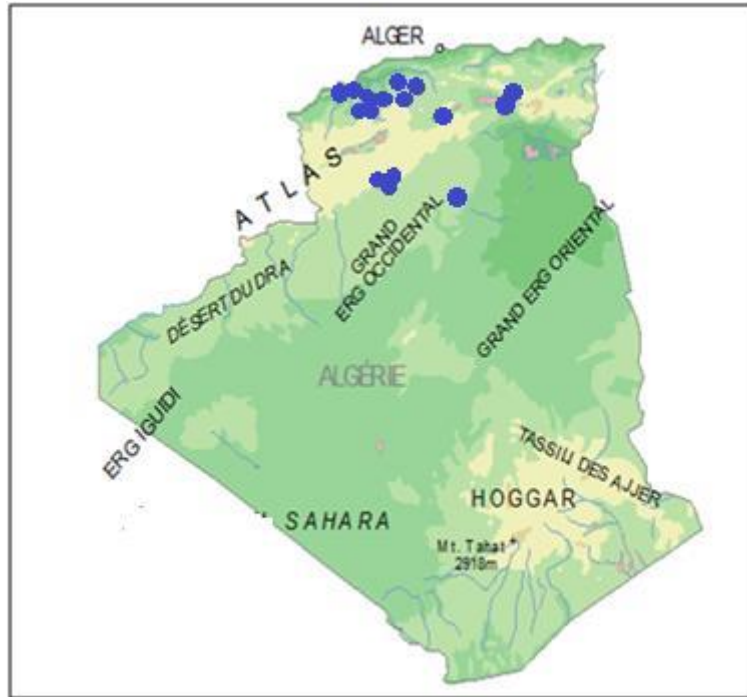 ALGER
ATLAS
GRAND
ERG OCCIDENTAL
DÉSERT DU DRA
GRAND ERG ORIENTAL
ALGÉRIE
ERG IGUIDI
TASSILI DES AJJER
HOGGAR
SAHARA
Mt. Tahat
2918m